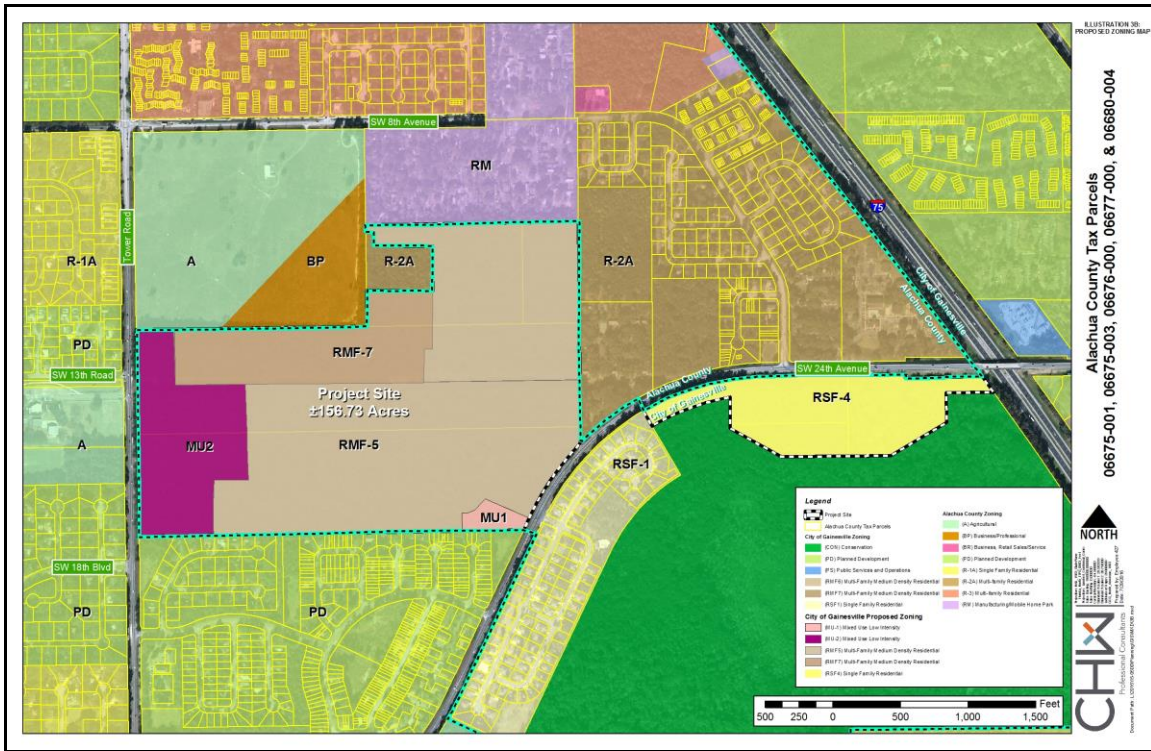 ILLUSTRATION 3B:
PROPOSED ZONING MAP
Alachua County Tax Parcels
06675-001, 06675-003, 06676-000, 06677-000, & 06680-004
SW 8th Avenue
RM
75
Tower Road
R-1A
A
BP
R-2A
R-2A
City of Gainesville
Alachua County
PD
RMF-7
SW 13th Road
Project Site
±156.73 Acres
SW 24th Avenue
Alachua County
City of Gainesville
RSF-4
A
MU2
RMF-5
RSF-1
MU1
SW 18th Blvd
PD
PD
Legend
Project Site
Alachua County Tax Parcels
City of Gainesville Zoning
(CON) Conservation
(PD) Planned Development
(PS) Public Services and Operations
(RMF6) Multi-Family Medium Density Residential
(RMF7) Multi-Family Medium Density Residential
(RSF1) Single Family Residential
City of Gainesville Proposed Zoning
(MU-1) Mixed Use Low Intensity
(MU-2) Mixed Use Low Intensity
(RMF5) Multi-Family Medium Density Residential
(RMF7) Multi-Family Medium Density Residential
(RSF4) Single Family Residential
Alachua County Zoning
(A) Agricultural
(BP) Business/Professional
(BR) Business, Retail Sales/Service
(PD) Planned Development
(R-1A) Single Family Residential
(R-2A) Multi-family Residential
(R-3) Multi-family Residential
(RM) Manufacturing/Mobile Home Park
NORTH
CHW
Professional Consultants
Feet
500 250 0 500 1,000 1,500